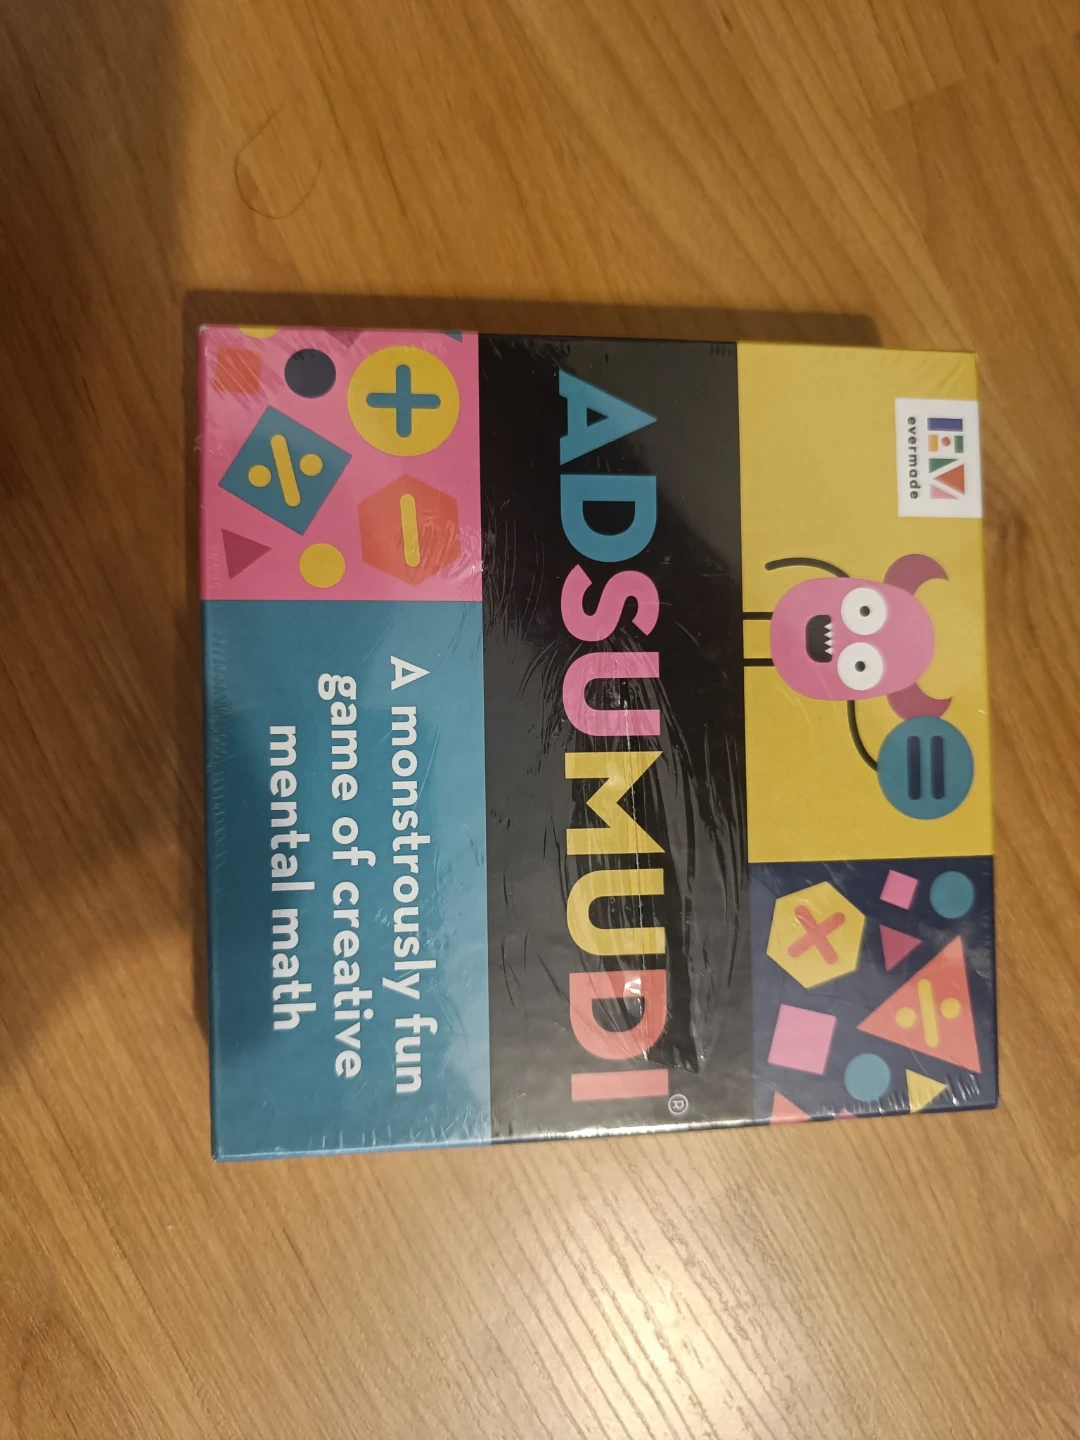 evermade
ADSUMUDI®
A monstrously fun
game of creative
mental math